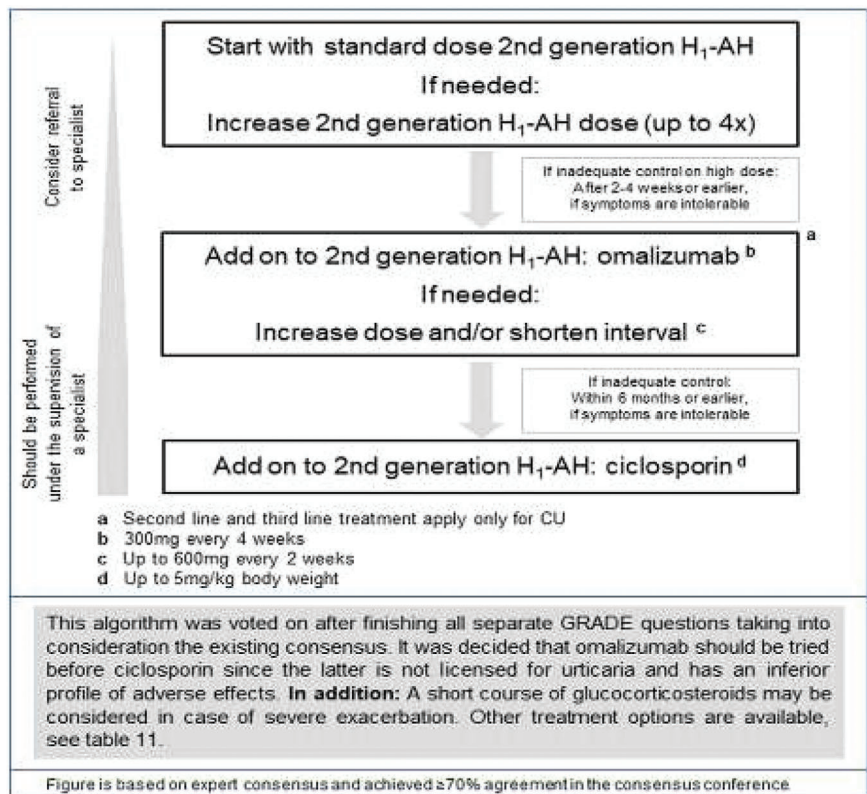 Start with standard dose 2nd generation H₁-AH
If needed:
Increase 2nd generation H₁-AH dose (up to 4x)
Consider referral
to specialist
If inadequate control on high dose:
After 2-4 weeks or earlier,
if symptoms are intolerable
a
Add on to 2nd generation H₁-AH: omalizumab ᵇ
If needed:
Increase dose and/or shorten interval ᶜ
Should be performed
under the supervision of
a specialist
If inadequate control:
Within 6 months or earlier,
if symptoms are intolerable
Add on to 2nd generation H₁-AH: ciclosporin ᵈ
a Second line and third line treatment apply only for CU
b 300mg every 4 weeks
c Up to 600mg every 2 weeks
d Up to 5mg/kg body weight
This algorithm was voted on after finishing all separate GRADE questions taking into
consideration the existing consensus. It was decided that omalizumab should be tried
before ciclosporin since the latter is not licensed for urticaria and has an inferior
profile of adverse effects. In addition: A short course of glucocorticosteroids may be
considered in case of severe exacerbation. Other treatment options are available,
see table 11.
Figure is based on expert consensus and achieved ≥70% agreement in the consensus conference